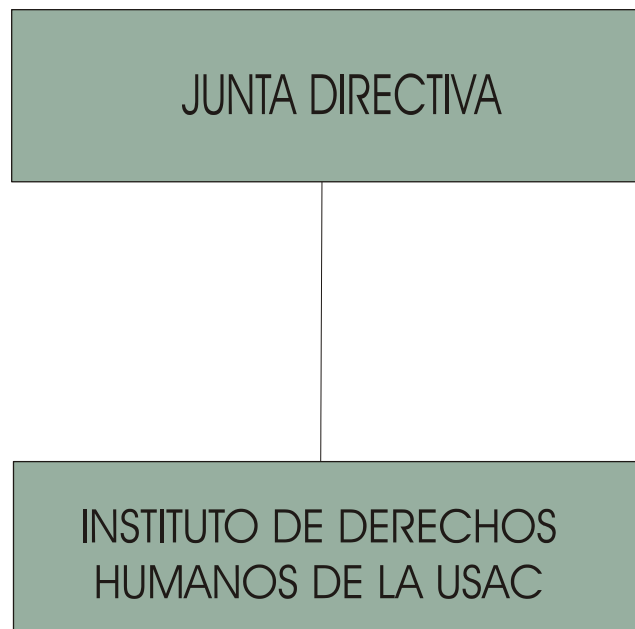 JUNTA DIRECTIVA
INSTITUTO DE DERECHOS
HUMANOS DE LA USAC